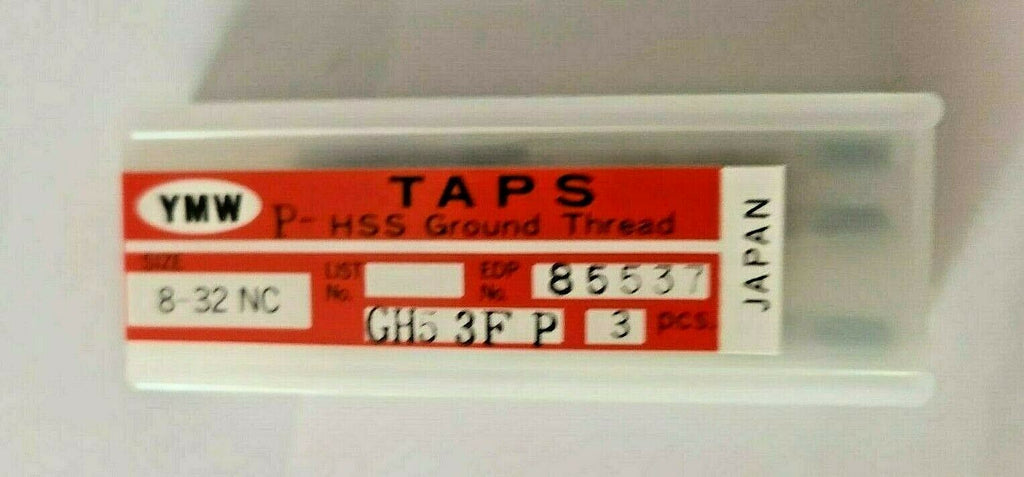 TAPS
YMW
P- HSS Ground Thread
JAPAN
SIZE
8-32 NC
LIST No.
EDP No.
85537
GH5 3F P
3 pcs.